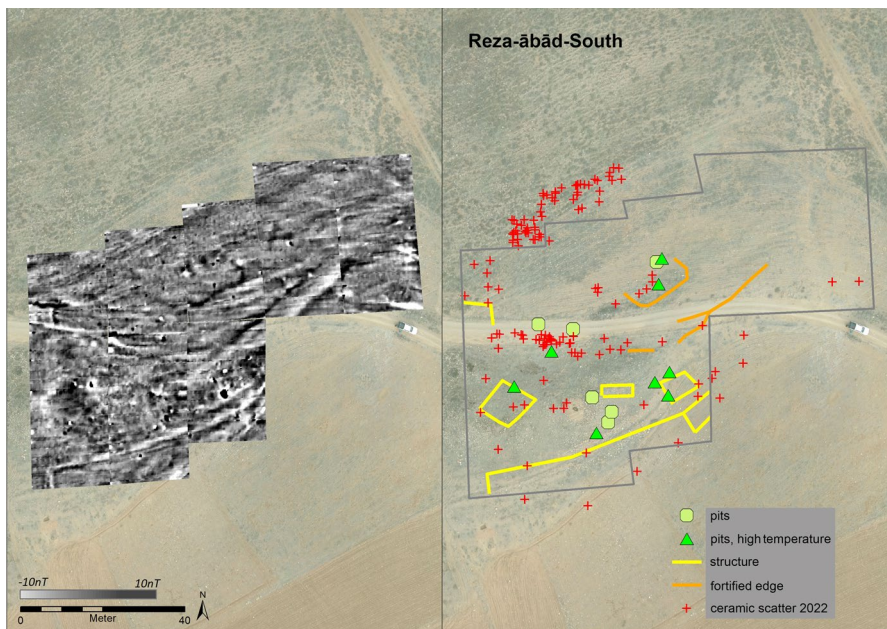 Reza-ābād-South
pits
pits, high temperature
structure
fortified edge
ceramic scatter 2022
-10nT 10nT
N
0 Meter 40